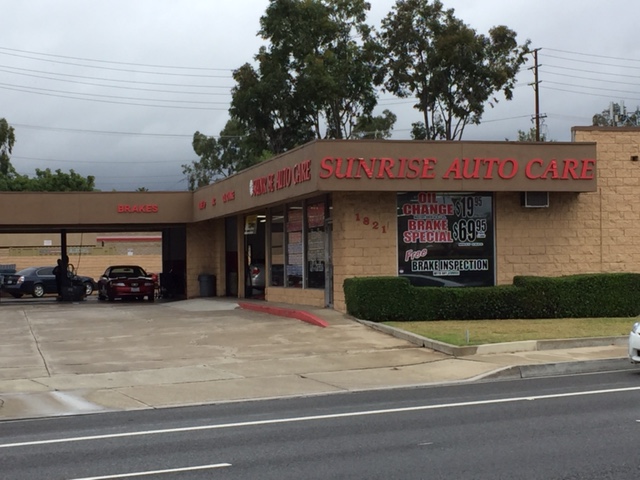 BRAKES
SUNRISE AUTO CARE
SUNRISE AUTO CARE
1821
OIL CHANGE $19.95
BRAKE SPECIAL $69.95
Free
BRAKE INSPECTION